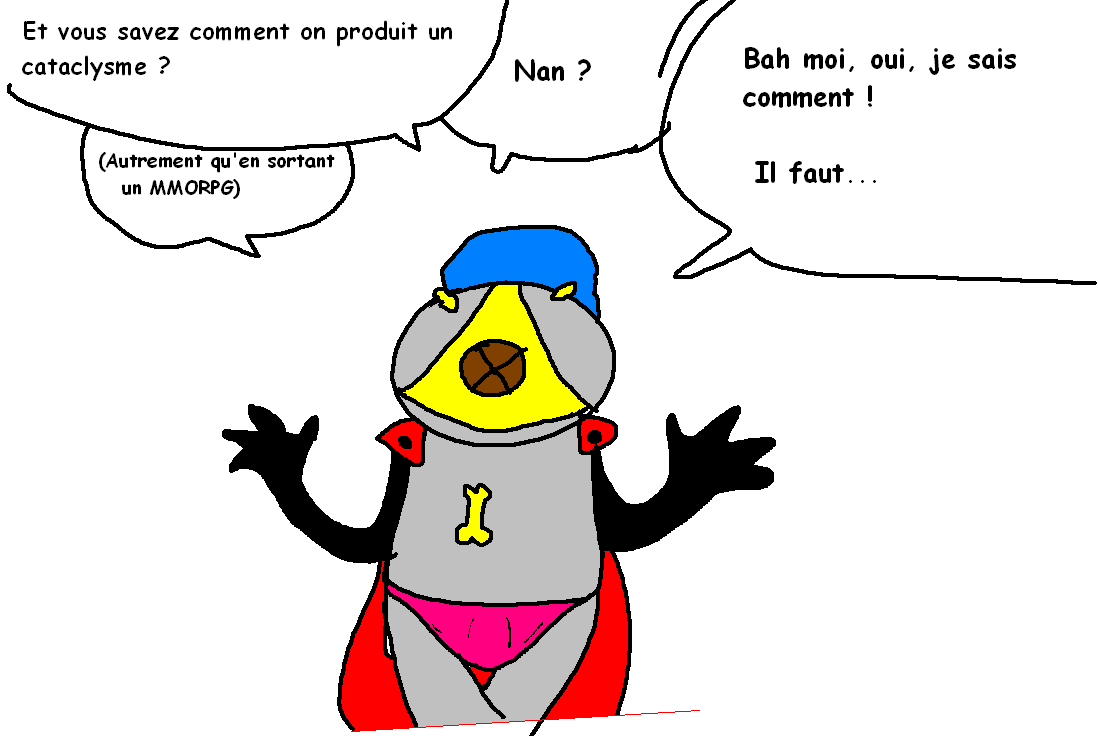 Et vous savez comment on produit un
cataclysme ?
(Autrement qu'en sortant
un MMORPG)
Nan ?
Bah moi, oui, je sais
comment !
Il faut...